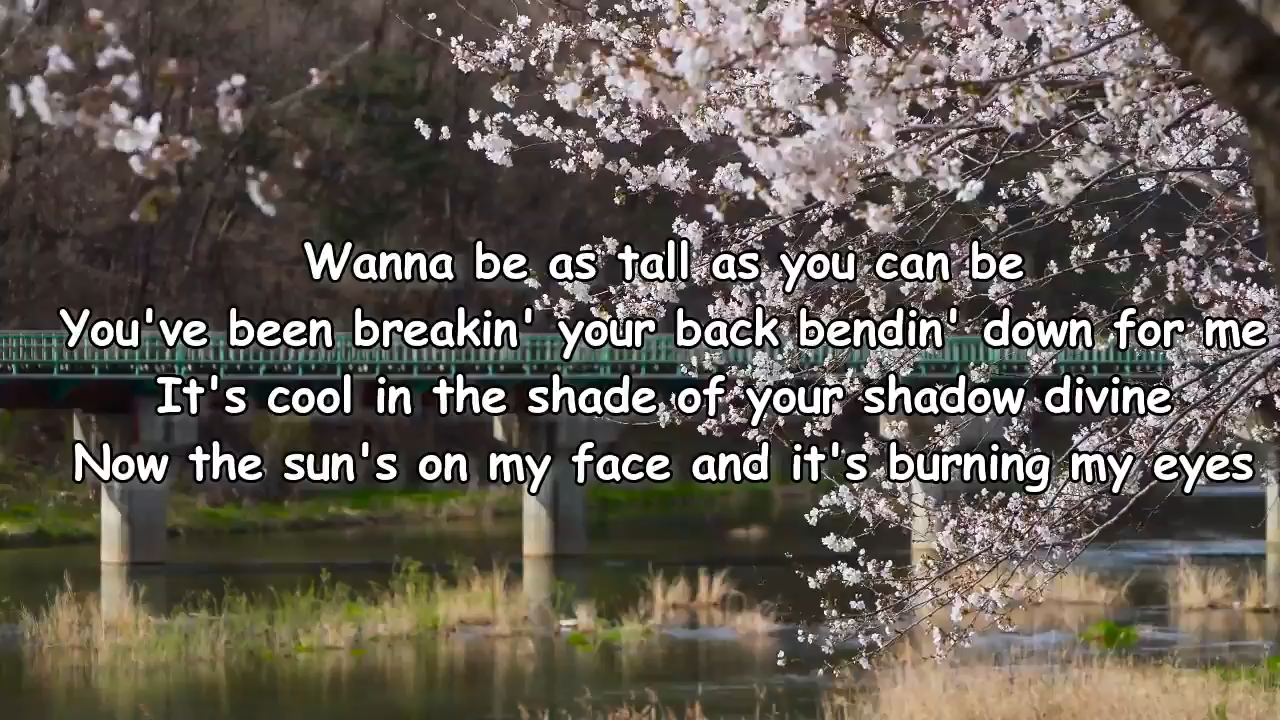 Wanna be as tall as you can be
You've been breakin' your back bendin' down for me
It's cool in the shade of your shadow divine
Now the sun's on my face and it's burning my eyes